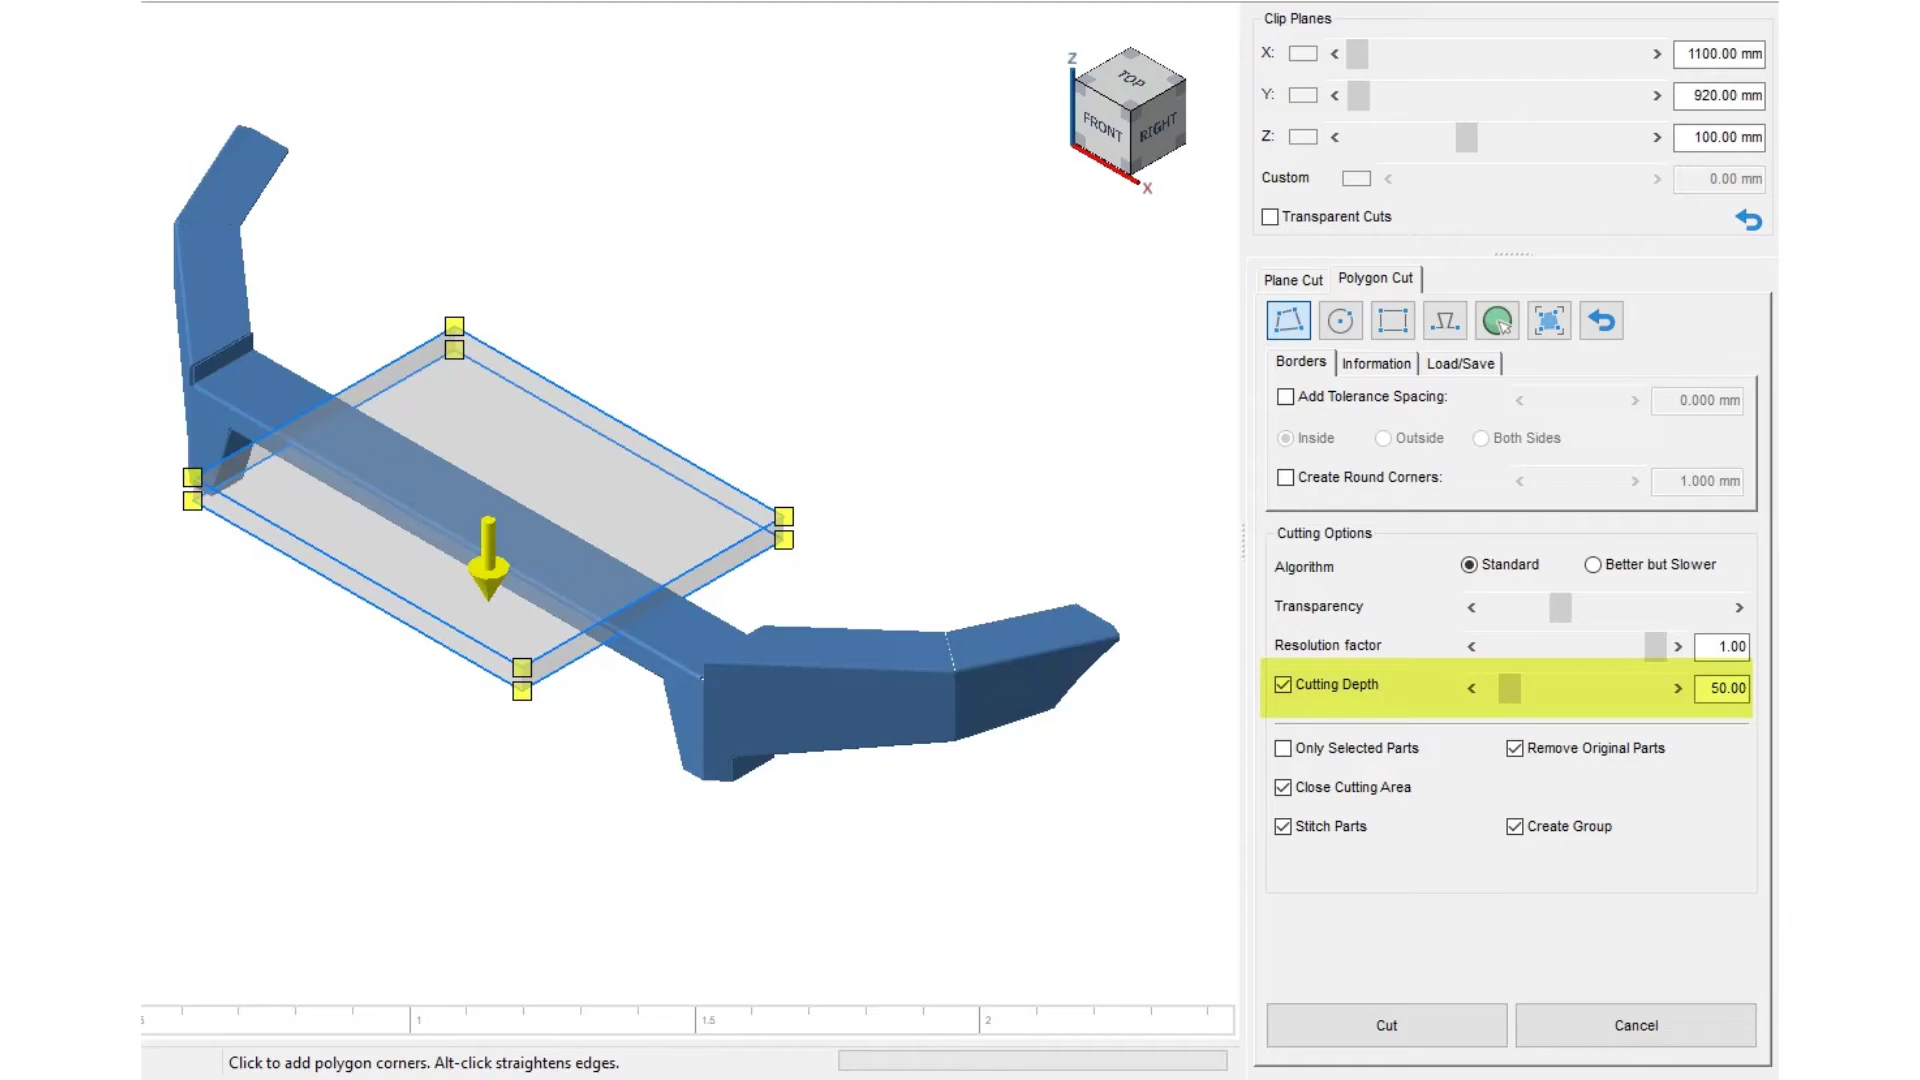 Clip Planes
X: < > 1100.00 mm
Y: < > 920.00 mm
Z: < > 100.00 mm
Custom < > 0.00 mm
Transparent Cuts
Z
TOP
FRONT
RIGHT
X
Plane Cut Polygon Cut
Borders Information Load/Save
Add Tolerance Spacing: < > 0.000 mm
Inside Outside Both Sides
Create Round Corners: < > 1.000 mm
Cutting Options
Algorithm Standard Better but Slower
Transparency < >
Resolution factor < > 1.00
Cutting Depth < > 50.00
Only Selected Parts Remove Original Parts
Close Cutting Area
Stitch Parts Create Group
Cut Cancel
1 1.5 2
Click to add polygon corners. Alt-click straightens edges.